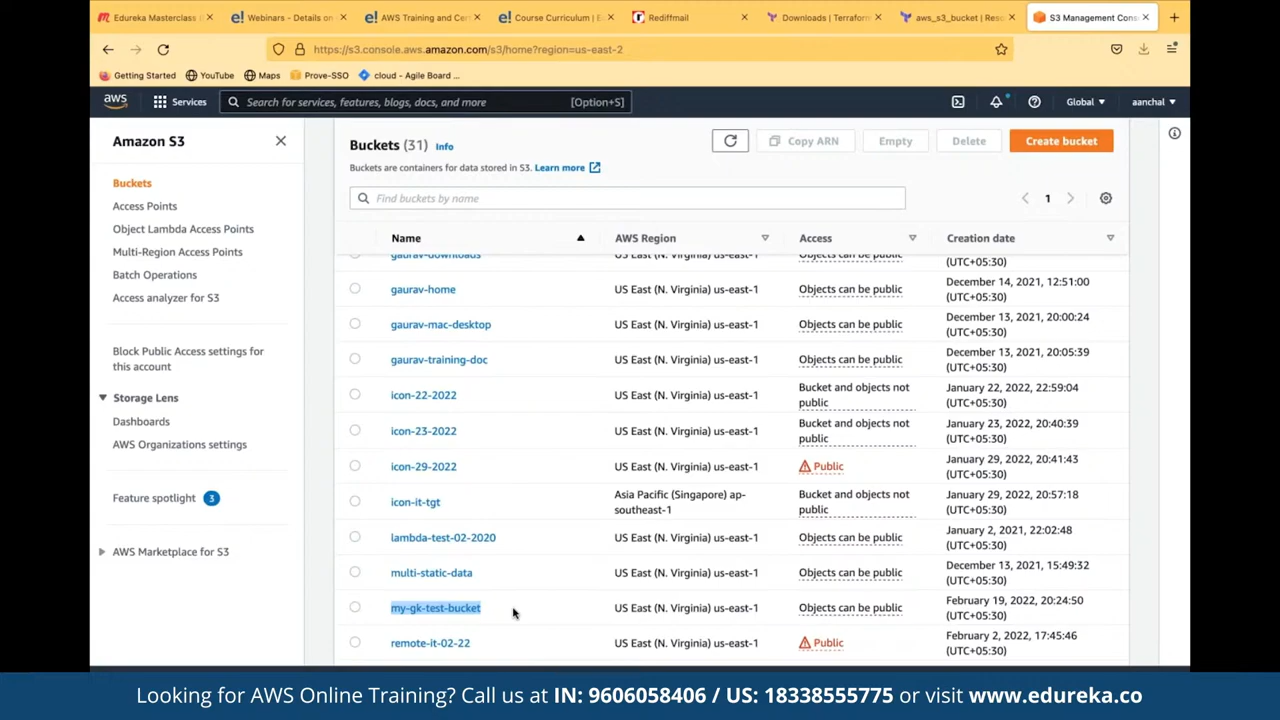 Edureka Masterclass
Webinars - Details on
AWS Training and Cer
Course Curriculum | E
Rediffmail
Downloads | Terraform
aws_s3_bucket | Res
S3 Management Cons
https://s3.console.aws.amazon.com/s3/home?region=us-east-2
Getting Started YouTube Maps Prove-SSO cloud - Agile Board ...
aws Services Search for services, features, blogs, docs, and more [Option+S] Global aanchal
Amazon S3
Buckets
Access Points
Object Lambda Access Points
Multi-Region Access Points
Batch Operations
Access analyzer for S3
Block Public Access settings for
this account
Storage Lens
Dashboards
AWS Organizations settings
Feature spotlight 3
AWS Marketplace for S3
Buckets (31) Info
Copy ARN Empty Delete Create bucket
Buckets are containers for data stored in S3. Learn more
Find buckets by name
1
Name AWS Region Access Creation date
gaurav-downloads US East (N. Virginia) us-east-1 Objects can be public
(UTC+05:30)
gaurav-home US East (N. Virginia) us-east-1 Objects can be public December 14, 2021, 12:51:00
(UTC+05:30)
gaurav-mac-desktop US East (N. Virginia) us-east-1 Objects can be public December 13, 2021, 20:00:24
(UTC+05:30)
gaurav-training-doc US East (N. Virginia) us-east-1 Objects can be public December 13, 2021, 20:05:39
(UTC+05:30)
icon-22-2022 US East (N. Virginia) us-east-1 Bucket and objects not January 22, 2022, 22:59:04
public (UTC+05:30)
icon-23-2022 US East (N. Virginia) us-east-1 Bucket and objects not January 23, 2022, 20:40:39
public (UTC+05:30)
icon-29-2022 US East (N. Virginia) us-east-1 Public January 29, 2022, 20:41:43
(UTC+05:30)
icon-it-tgt Asia Pacific (Singapore) ap- Bucket and objects not January 29, 2022, 20:57:18
southeast-1 public (UTC+05:30)
lambda-test-02-2020 US East (N. Virginia) us-east-1 Objects can be public January 2, 2021, 22:02:48
(UTC+05:30)
multi-static-data US East (N. Virginia) us-east-1 Objects can be public December 13, 2021, 15:49:32
(UTC+05:30)
my-gk-test-bucket US East (N. Virginia) us-east-1 Objects can be public February 19, 2022, 20:24:50
(UTC+05:30)
remote-it-02-22 US East (N. Virginia) us-east-1 Public February 2, 2022, 17:45:46
(UTC+05:30)
Looking for AWS Online Training? Call us at IN: 9606058406 / US: 18338555775 or visit www.edureka.co